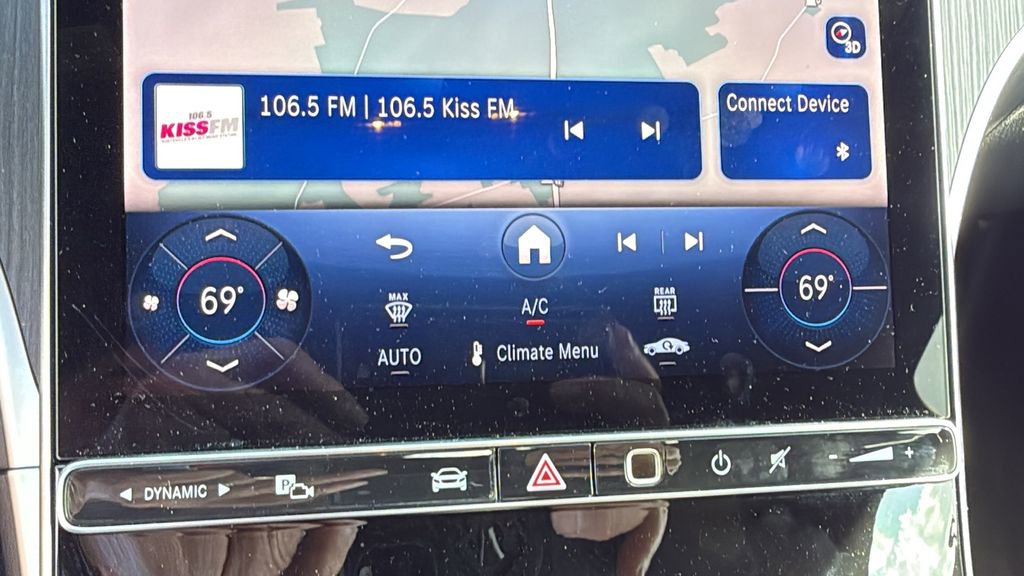 3D
106.5 FM | 106.5 Kiss FM
106.5
KISSFM
Connect Device
69°
MAX
A/C
REAR
69°
AUTO
Climate Menu
DYNAMIC
P
- +